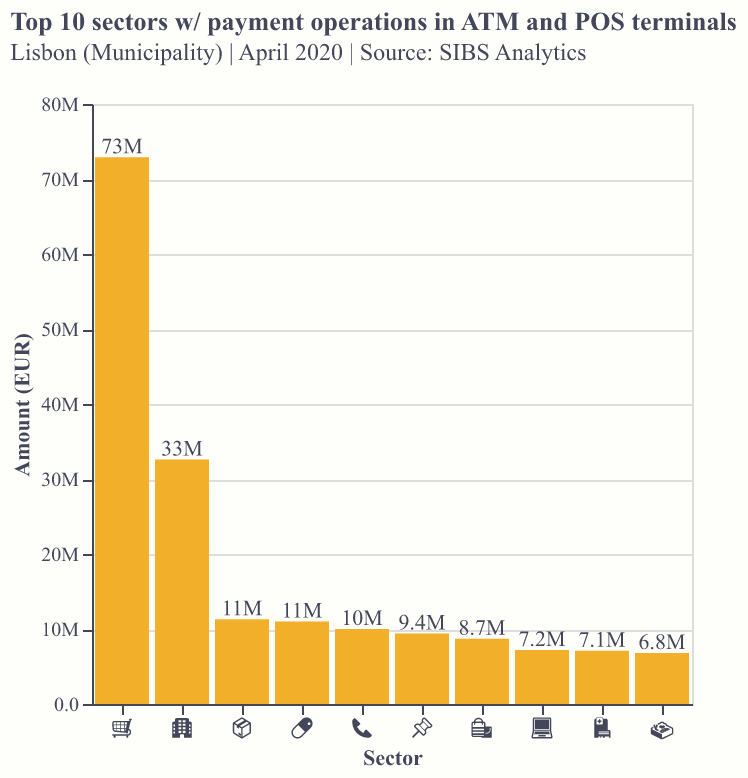 Top 10 sectors w/ payment operations in ATM and POS terminals
Lisbon (Municipality) | April 2020 | Source: SIBS Analytics
80M
73M
70M
60M
50M
40M
33M
30M
20M
11M
11M
10M
9.4M
8.7M
7.2M
7.1M
6.8M
10M
0.0
Amount (EUR)
Sector